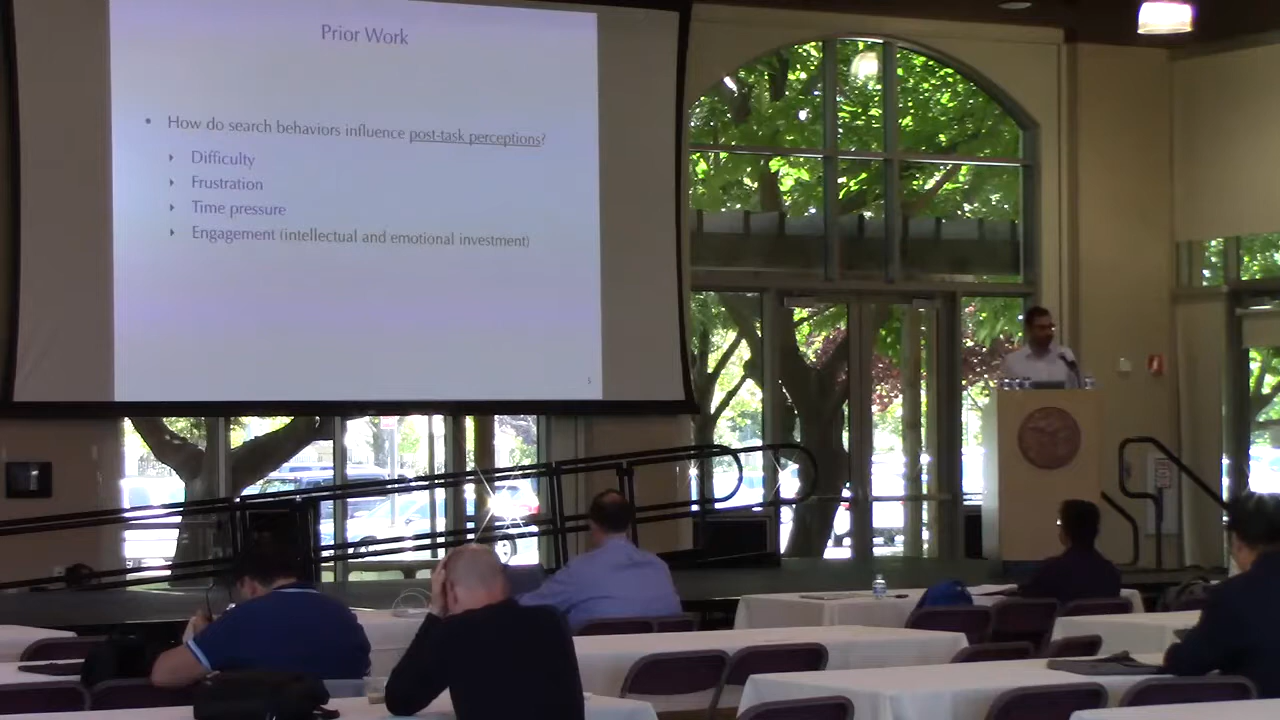 Prior Work
• How do search behaviors influence post-task perceptions?
Difficulty
Frustration
Time pressure
Engagement (intellectual and emotional investment)